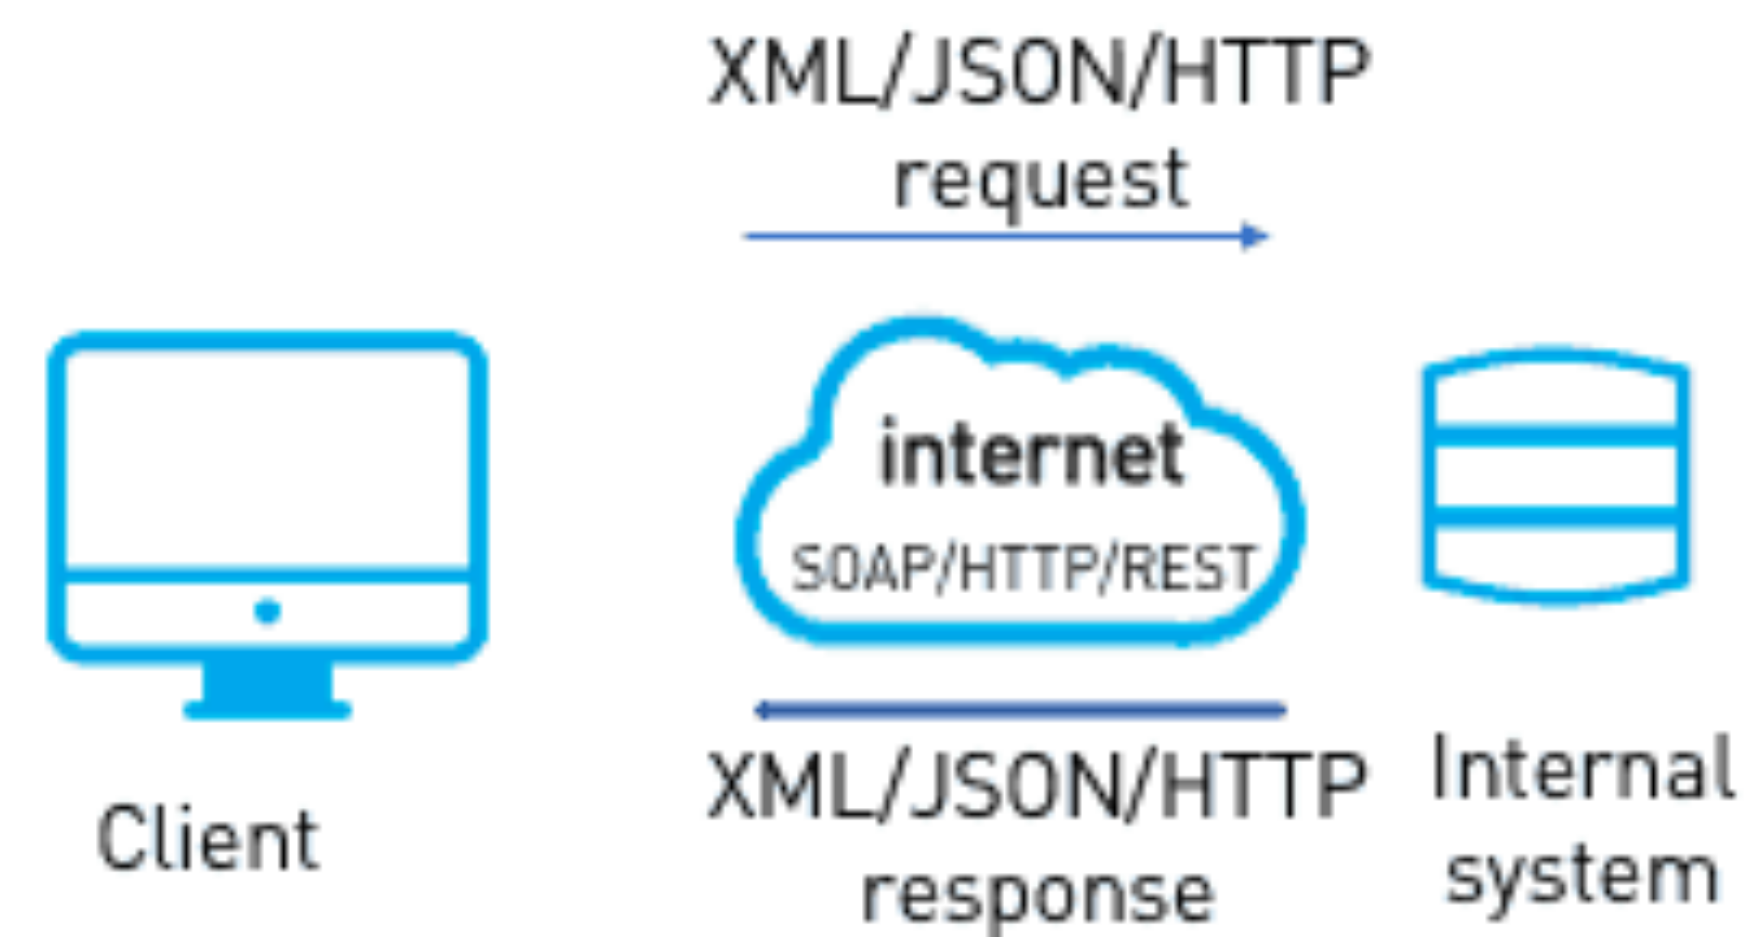 XML/JSON/HTTP
request
internet
SOAP/HTTP/REST
XML/JSON/HTTP
response
Client
Internal
system